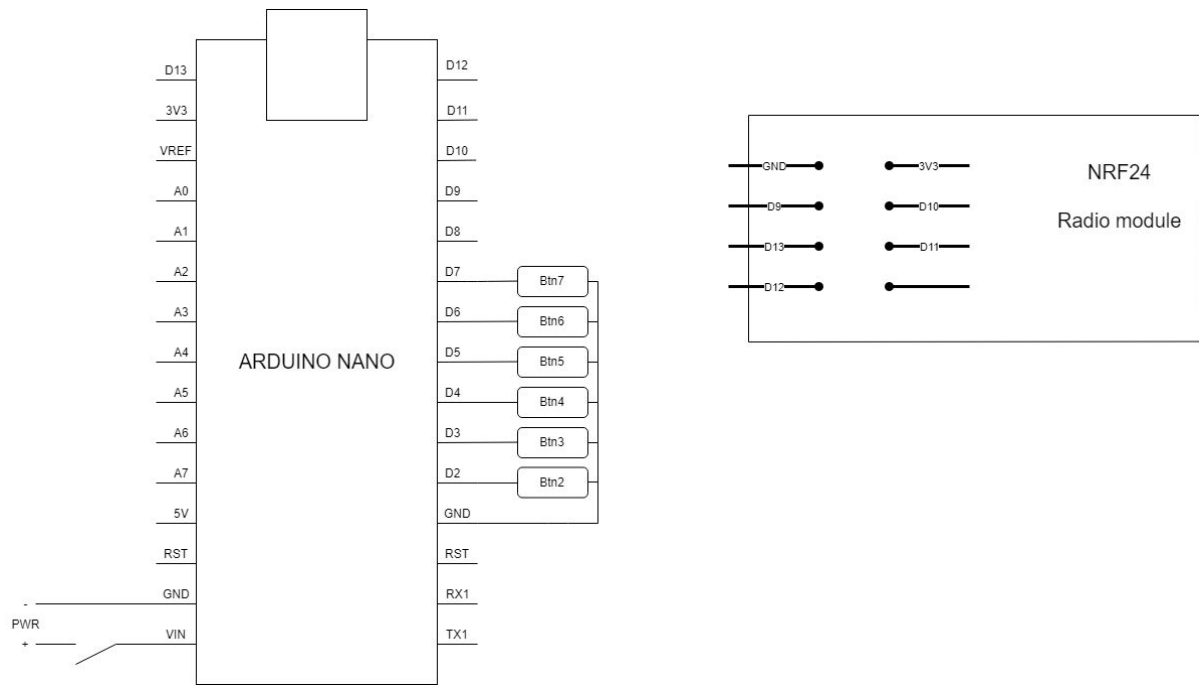 D13
3V3
VREF
A0
A1
A2
A3
A4
A5
A6
A7
5V
RST
GND
VIN
-
PWR
+
ARDUINO NANO
D12
D11
D10
D9
D8
D7
D6
D5
D4
D3
D2
GND
RST
RX1
TX1
Btn7
Btn6
Btn5
Btn4
Btn3
Btn2
GND 3V3
D9 D10
D13 D11
D12
NRF24
Radio module